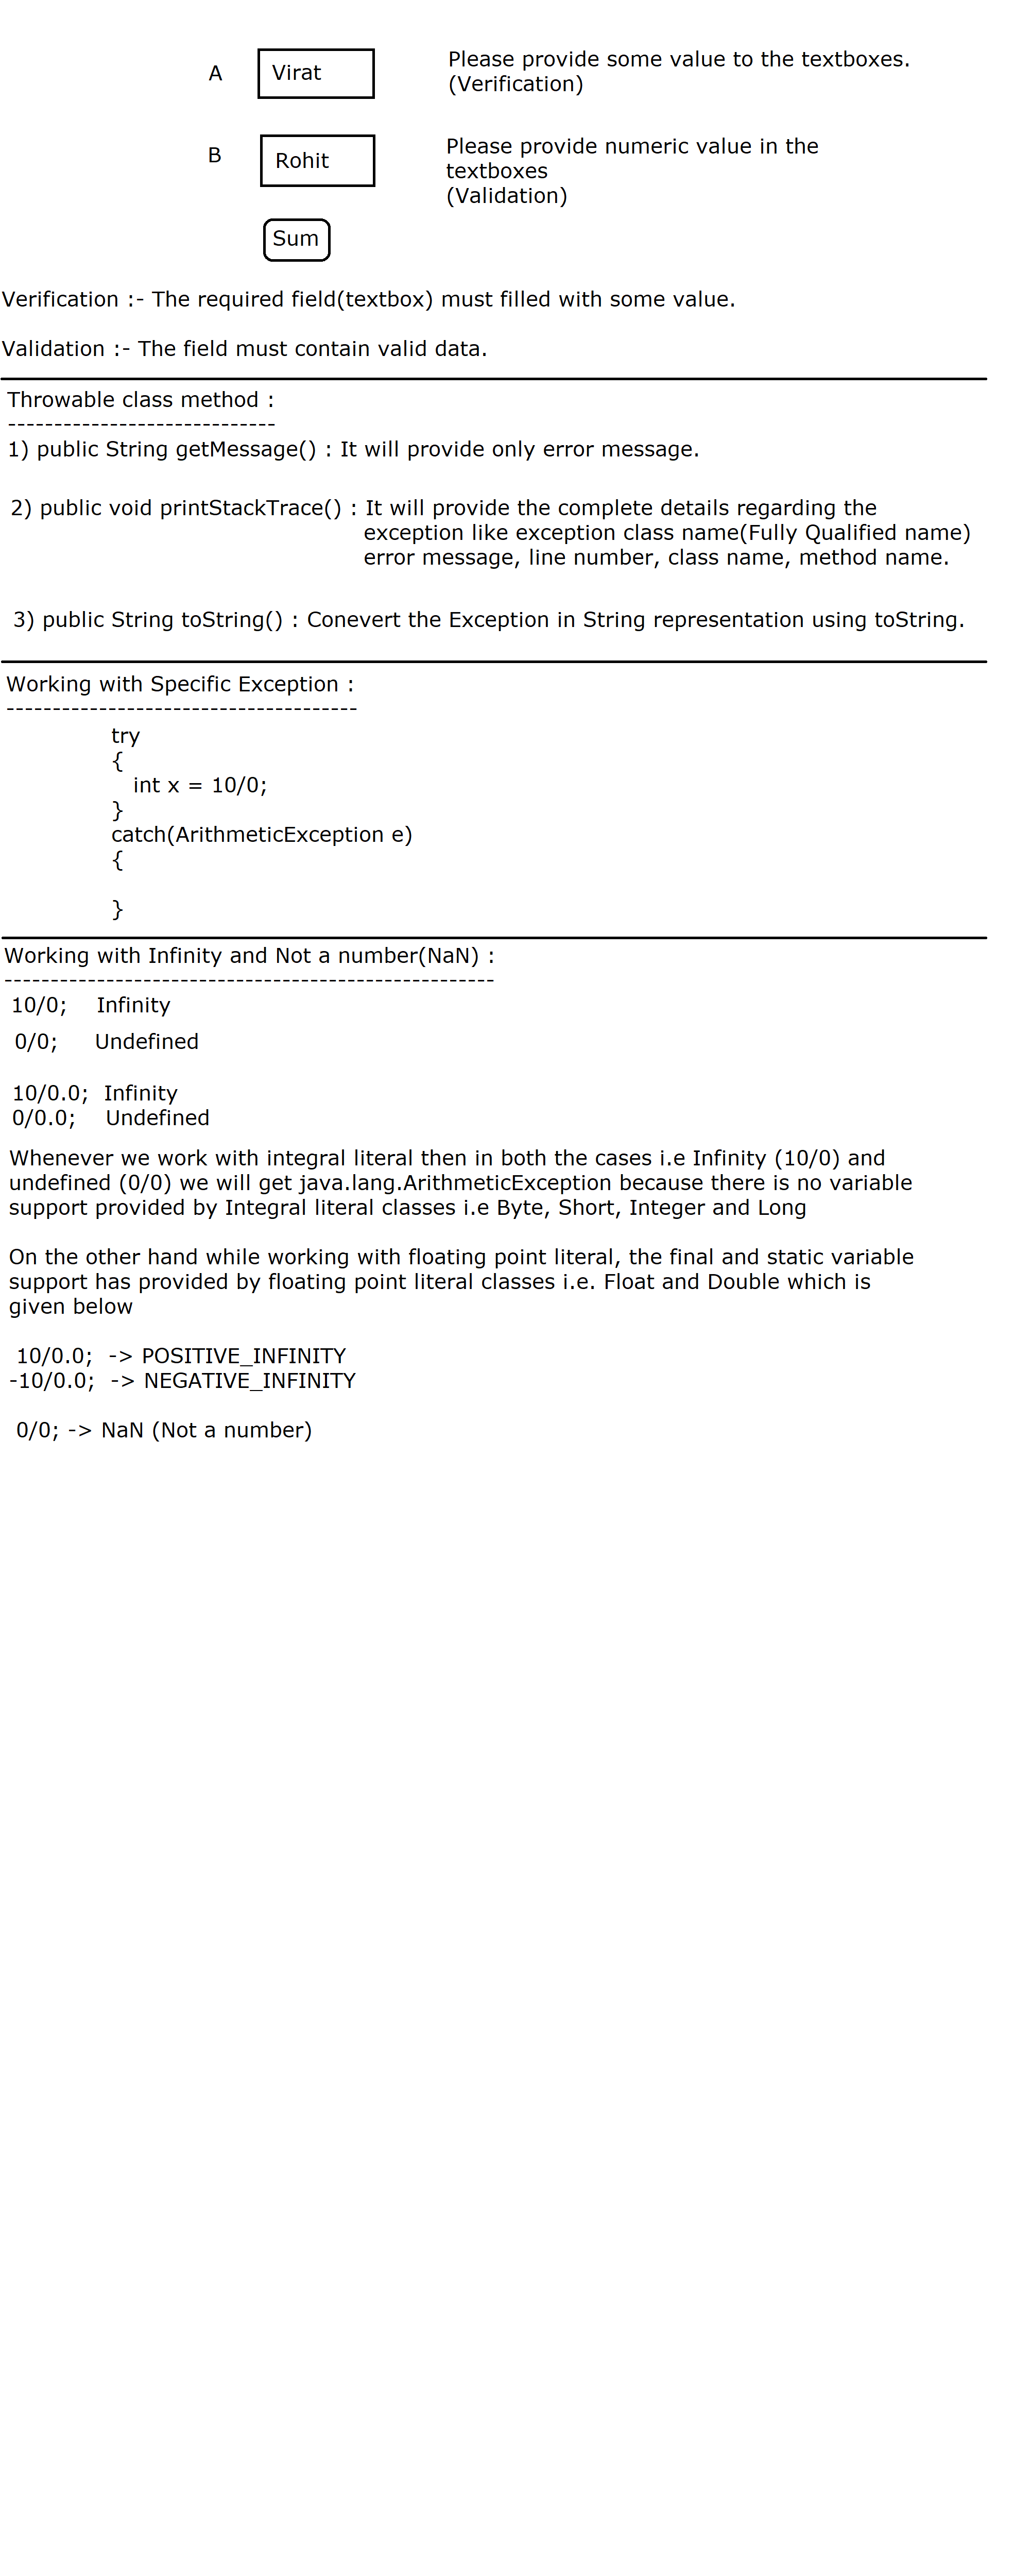 A
Virat
Please provide some value to the textboxes.
(Verification)
B
Rohit
Please provide numeric value in the
textboxes
(Validation)
Sum
Verification :- The required field(textbox) must filled with some value.
Validation :- The field must contain valid data.
Throwable class method :
-----------------------------
1) public String getMessage() : It will provide only error message.
2) public void printStackTrace() : It will provide the complete details regarding the
exception like exception class name(Fully Qualified name)
error message, line number, class name, method name.
3) public String toString() : Conevert the Exception in String representation using toString.
Working with Specific Exception :
--------------------------------------
try
{
int x = 10/0;
}
catch(ArithmeticException e)
{
}
Working with Infinity and Not a number(NaN) :
-----------------------------------------------------
10/0; Infinity
0/0; Undefined
10/0.0; Infinity
0/0.0; Undefined
Whenever we work with integral literal then in both the cases i.e Infinity (10/0) and
undefined (0/0) we will get java.lang.ArithmeticException because there is no variable
support provided by Integral literal classes i.e Byte, Short, Integer and Long
On the other hand while working with floating point literal, the final and static variable
support has provided by floating point literal classes i.e. Float and Double which is
given below
10/0.0; -> POSITIVE_INFINITY
-10/0.0; -> NEGATIVE_INFINITY
0/0; -> NaN (Not a number)